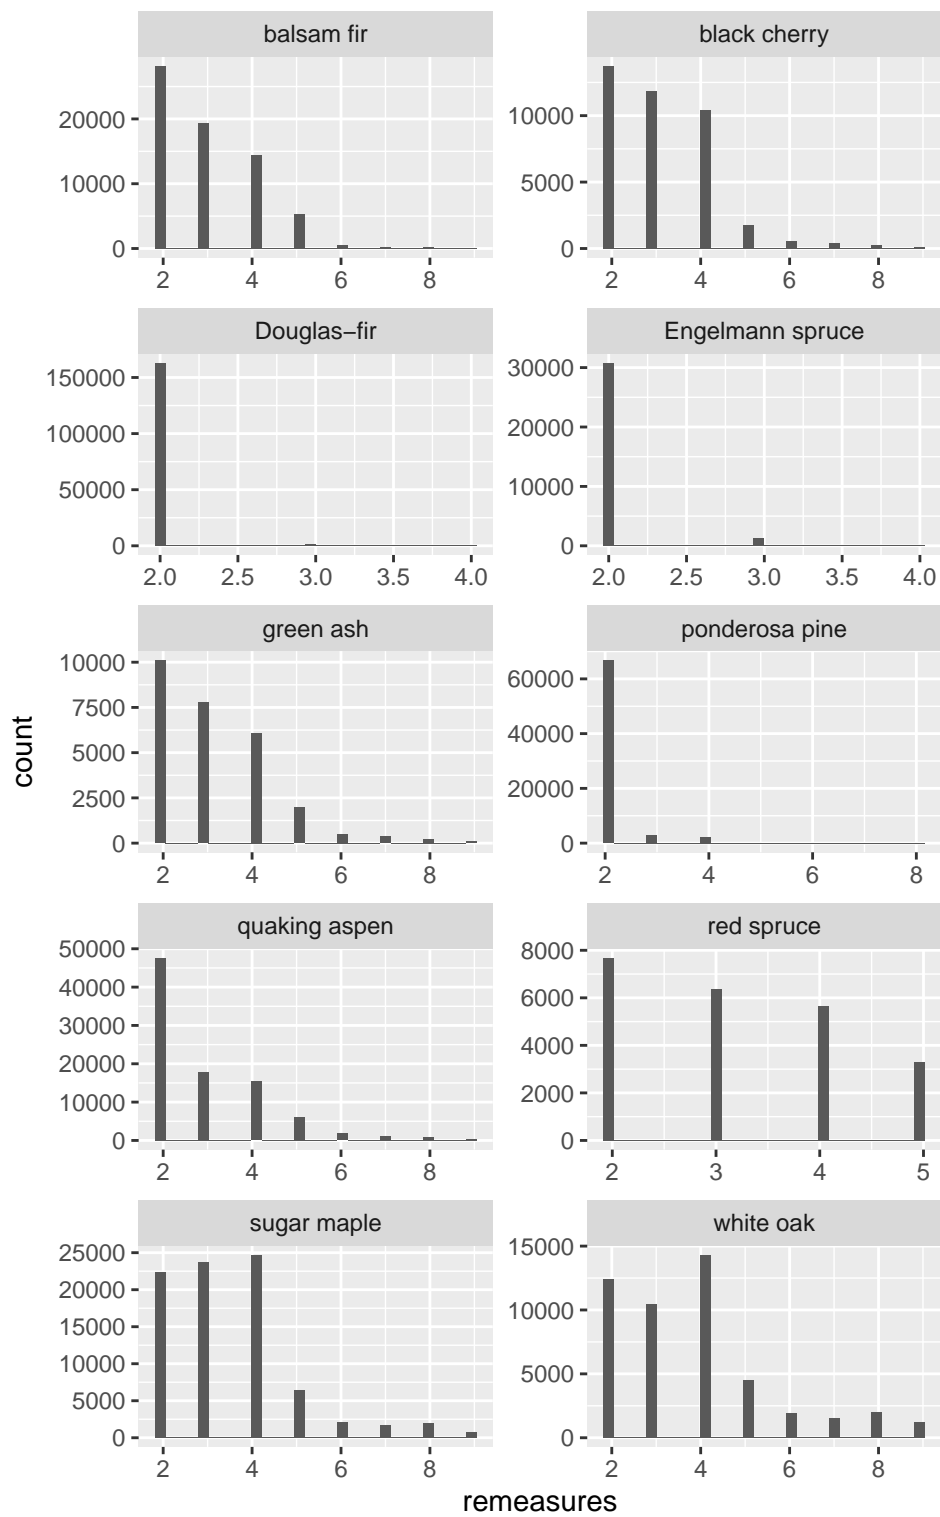 balsam fir
20000
10000
0
2 4 6 8
black cherry
10000
5000
0
2 4 6 8
Douglas−fir
150000
100000
50000
0
2.0 2.5 3.0 3.5 4.0
Engelmann spruce
30000
20000
10000
0
2.0 2.5 3.0 3.5 4.0
green ash
10000
7500
5000
2500
0
2 4 6 8
ponderosa pine
60000
40000
20000
0
2 4 6 8
quaking aspen
50000
40000
30000
20000
10000
0
2 4 6 8
red spruce
8000
6000
4000
2000
0
2 3 4 5
sugar maple
25000
20000
15000
10000
5000
0
2 4 6 8
white oak
15000
10000
5000
0
2 4 6 8
count
remeasures